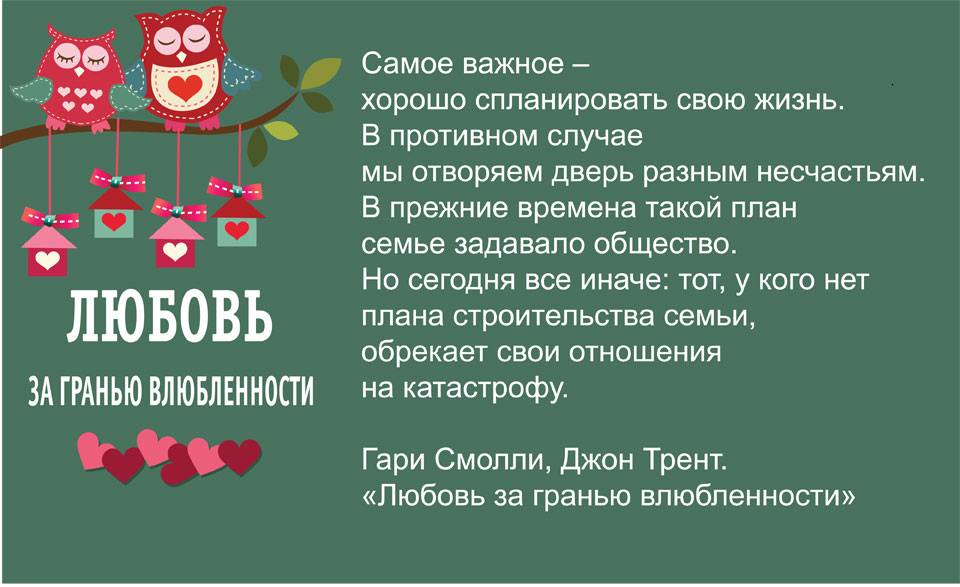 ЛЮБОВЬ
ЗА ГРАНЬЮ ВЛЮБЛЕННОСТИ
Самое важное –
хорошо спланировать свою жизнь.
В противном случае
мы отворяем дверь разным несчастьям.
В прежние времена такой план
семье задавало общество.
Но сегодня все иначе: тот, у кого нет
плана строительства семьи,
обрекает свои отношения
на катастрофу.
Гари Смолли, Джон Трент.
«Любовь за гранью влюбленности»